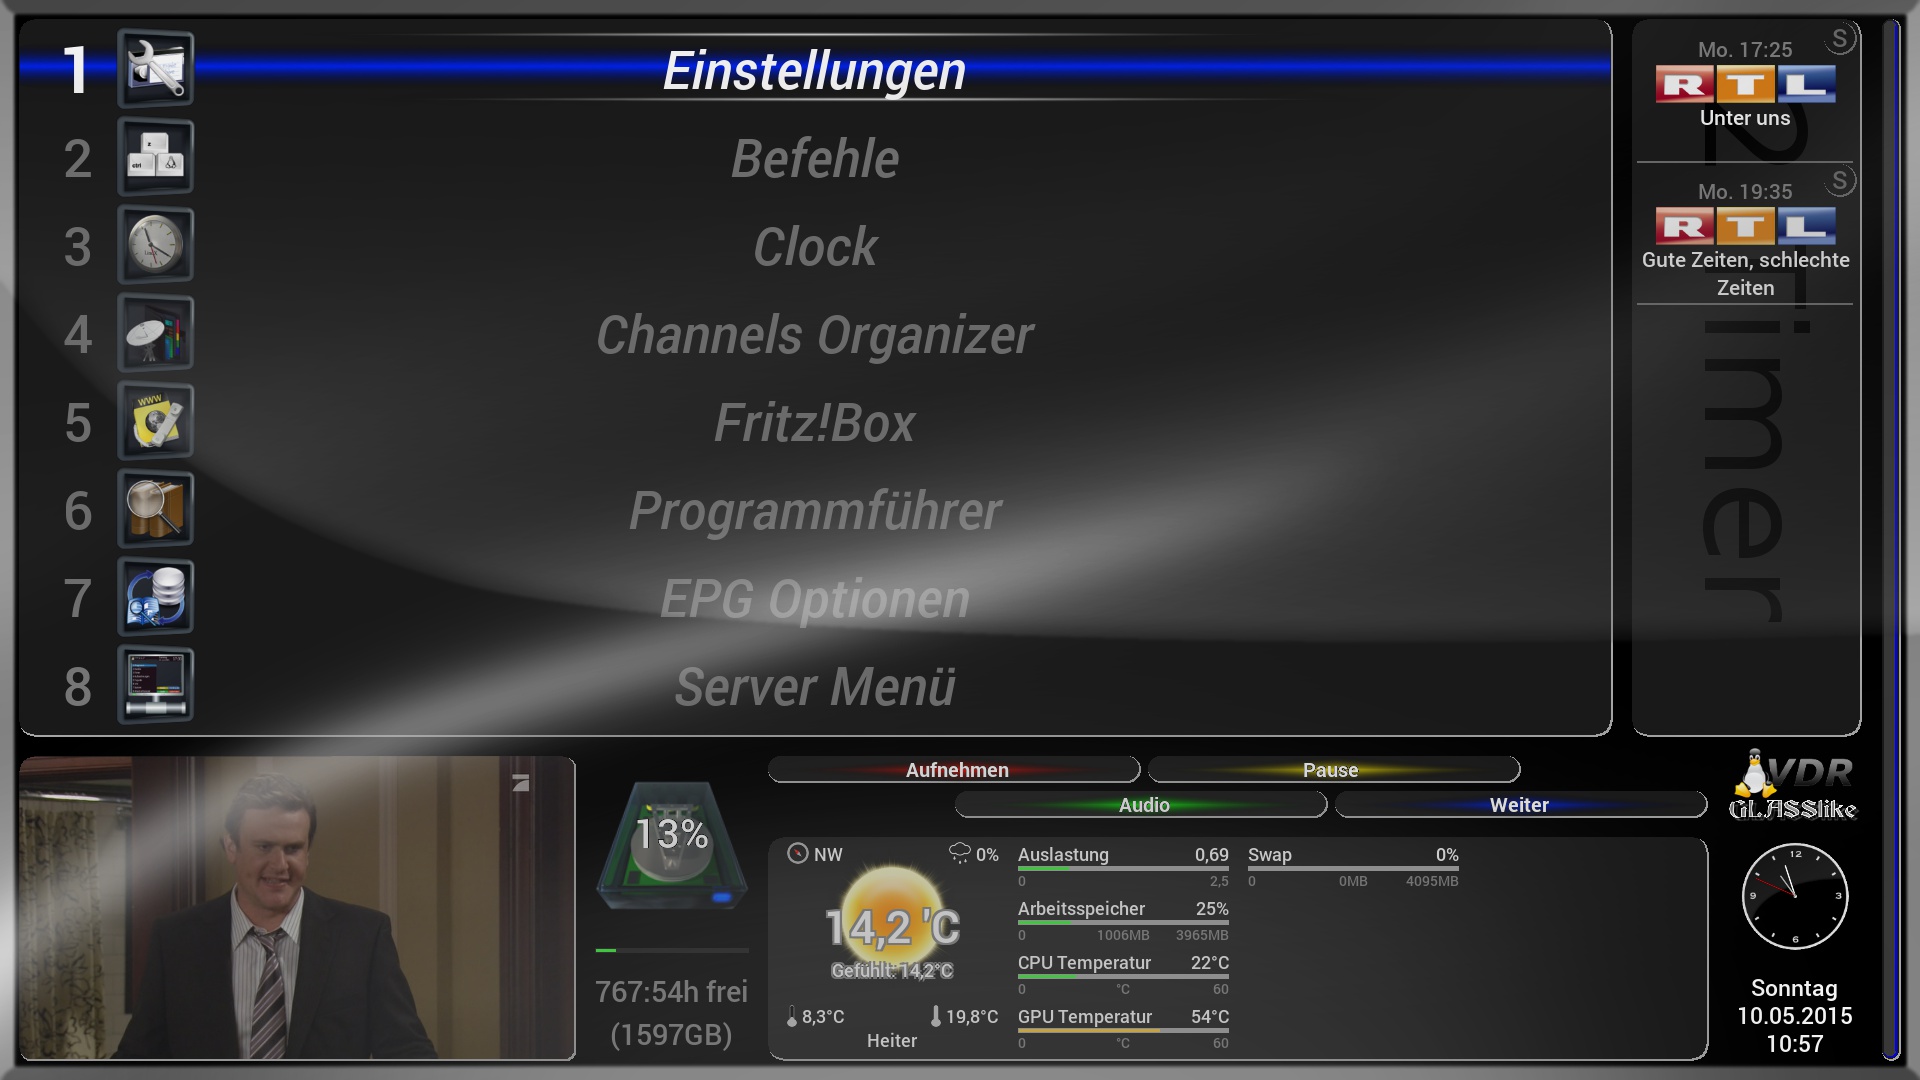 1 Einstellungen
2 Befehle
3 Clock
4 Channels Organizer
5 Fritz!Box
6 Programmführer
7 EPG Optionen
8 Server Menü
2 Timer
Mo. 17:25 S
RTL
Unter uns
Mo. 19:35 S
RTL
Gute Zeiten, schlechte
Zeiten
13%
767:54h frei
(1597GB)
Aufnehmen
Pause
Audio
Weiter
NW
0%
14,2 'C
Gefühlt: 14,2°C
8,3°C
19,8°C
Heiter
Auslastung 0,69
0 2,5
Arbeitsspeicher 25%
0 1006MB 3965MB
CPU Temperatur 22°C
0 °C 60
GPU Temperatur 54°C
0 °C 60
Swap 0%
0 0MB 4095MB
VDR
GLASSlike
12
9 3
6
Sonntag
10.05.2015
10:57